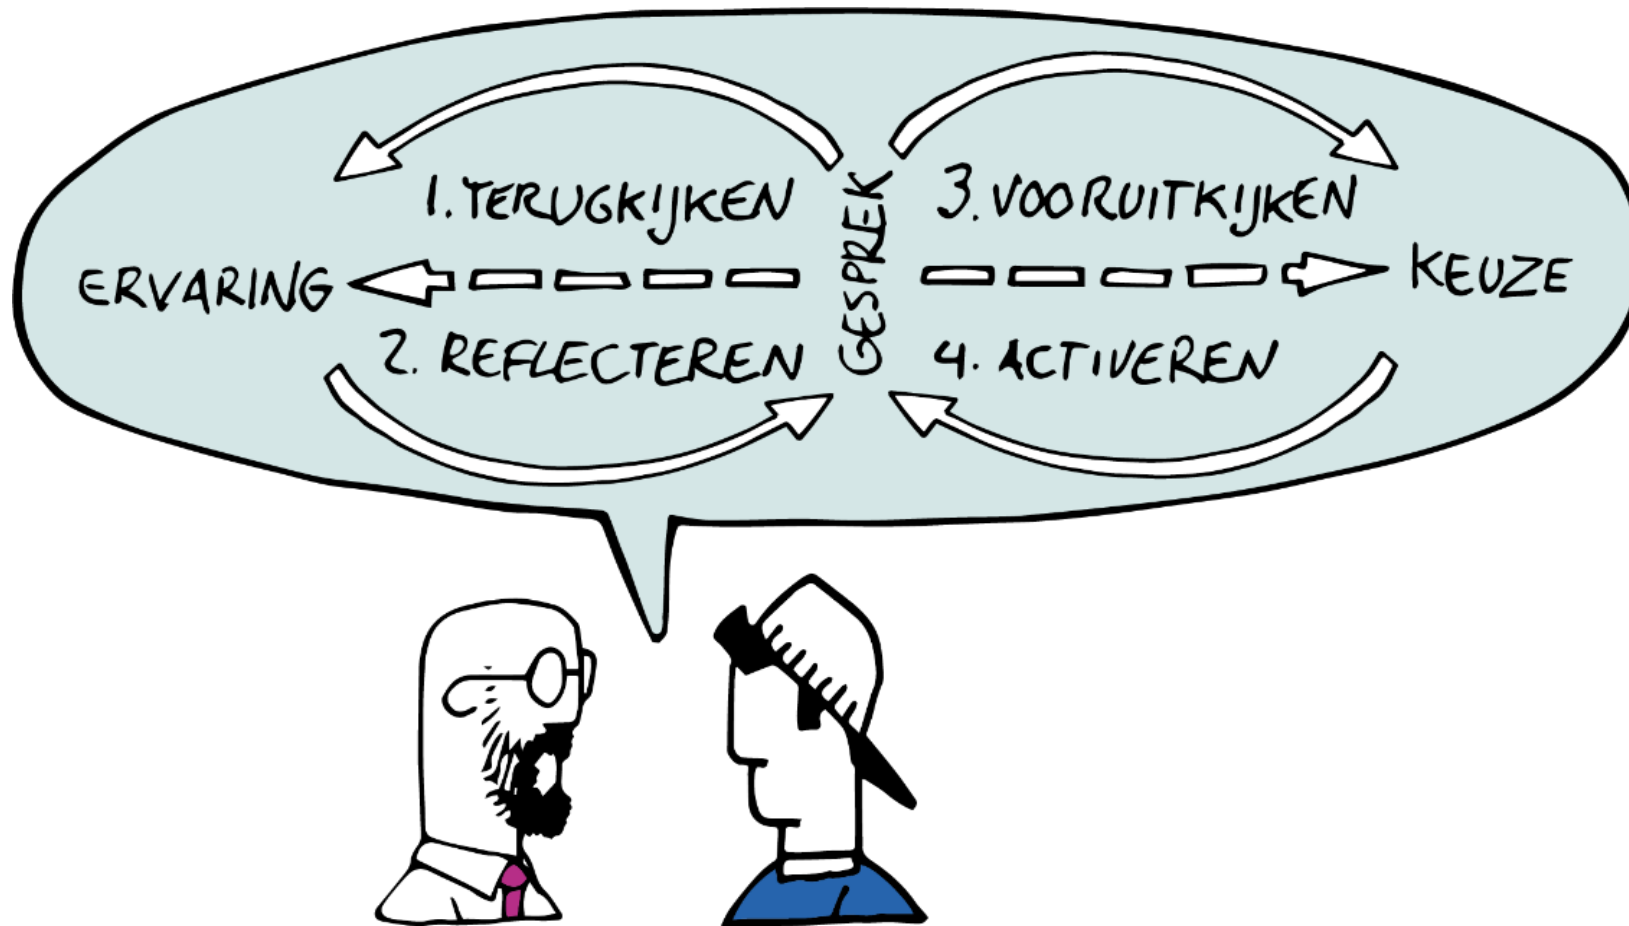 1. TERUGKIJKEN
3. VOORUITKIJKEN
ERVARING
GESPREK
KEUZE
2. REFLECTEREN
4. ACTIVEREN